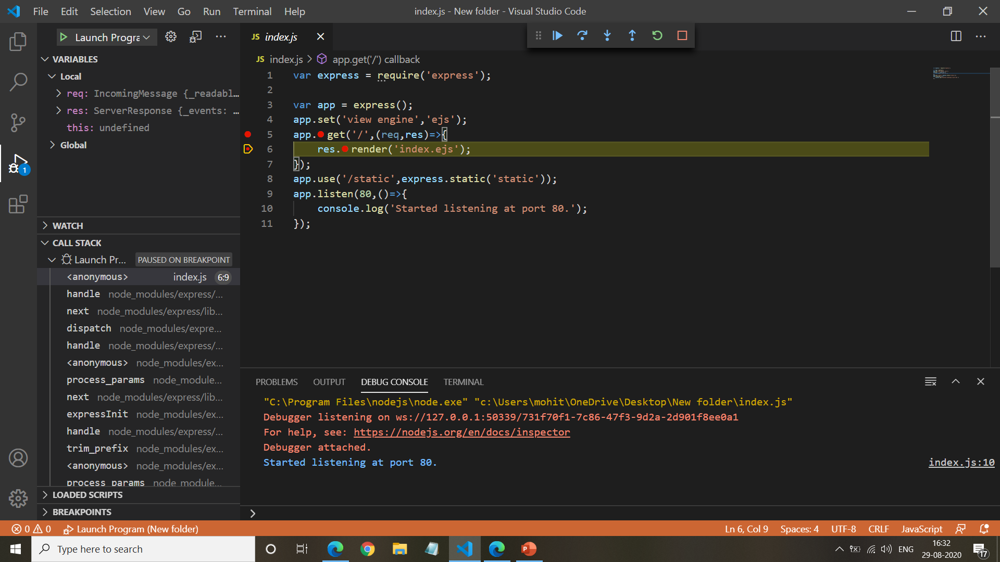 File Edit Selection View Go Run Terminal Help
index.js - New folder - Visual Studio Code
Launch Progra
VARIABLES
Local
req: IncomingMessage {_readabl…
res: ServerResponse {_events: …
this: undefined
Global
WATCH
CALL STACK
Launch Pr... PAUSED ON BREAKPOINT
<anonymous> index.js 6:9
handle node_modules/express/...
next node_modules/express/lib...
dispatch node_modules/expre...
handle node_modules/express/...
<anonymous> node_modules/ex...
process_params node_module...
next node_modules/express/lib...
expressInit node_modules/ex...
handle node_modules/express/...
trim_prefix node_modules/ex...
<anonymous> node_modules/ex...
process_params node_module...
LOADED SCRIPTS
BREAKPOINTS
JS index.js
JS index.js > app.get('/') callback
1 var express = require('express');
2
3 var app = express();
4 app.set('view engine','ejs');
5 app.get('/',(req,res)=>{
6 res.render('index.ejs');
7 });
8 app.use('/static',express.static('static'));
9 app.listen(80,()=>{
10 console.log('Started listening at port 80.');
11 });
PROBLEMS OUTPUT DEBUG CONSOLE TERMINAL
"C:\Program Files\nodejs\node.exe" "c:\Users\mohit\OneDrive\Desktop\New folder\index.js"
Debugger listening on ws://127.0.0.1:50339/731f70f1-7c86-47f3-9d2a-2d901f8ee0a1
For help, see: https://nodejs.org/en/docs/inspector
Debugger attached.
Started listening at port 80. index.js:10
1
0 0 Launch Program (New folder)
Ln 6, Col 9 Spaces: 4 UTF-8 CRLF JavaScript
Type here to search
ENG
16:32
29-08-2020
17